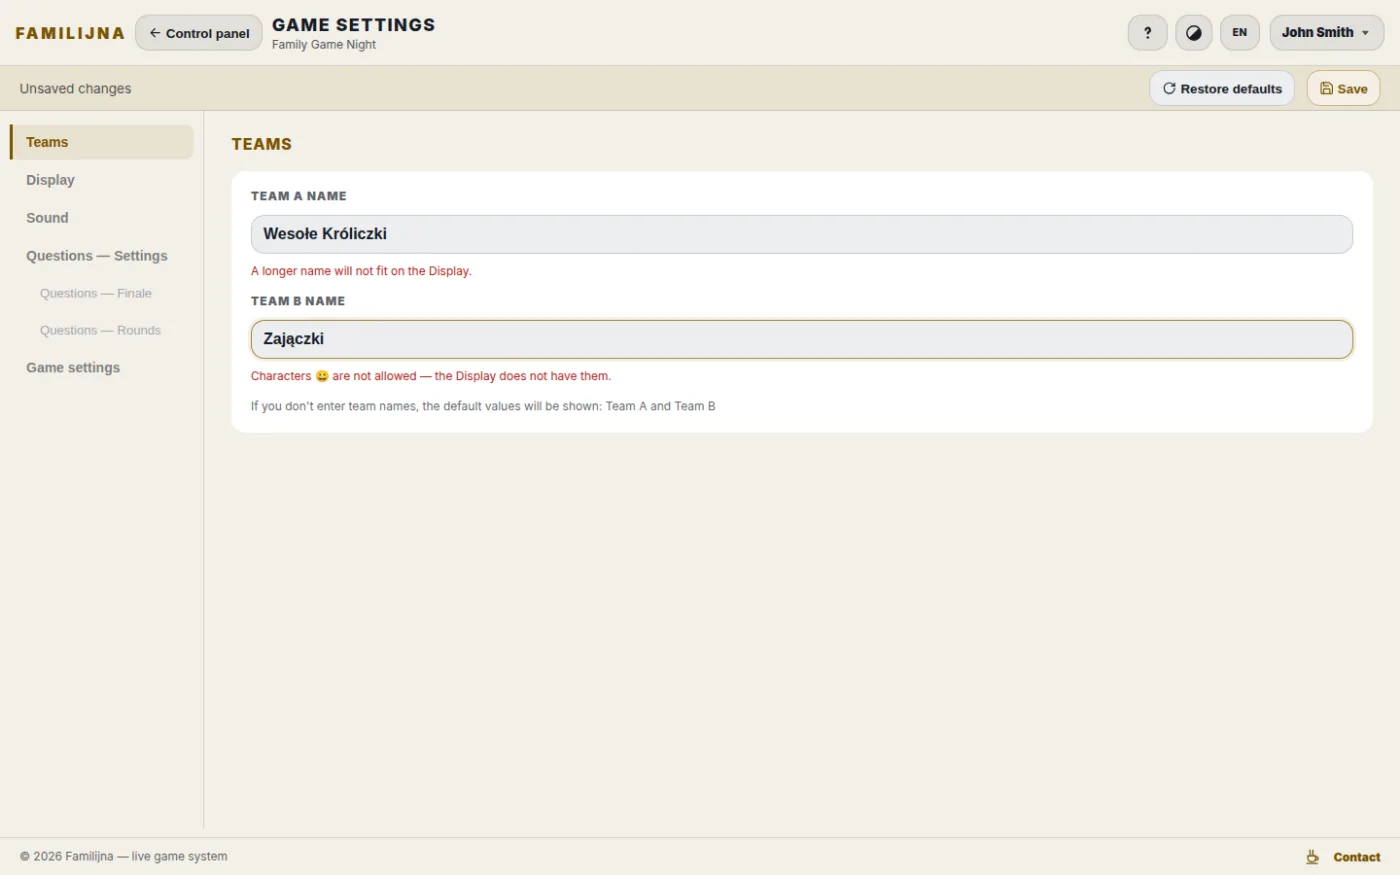 FAMILIJNA
← Control panel
GAME SETTINGS
Family Game Night
?
EN
John Smith
Unsaved changes
Restore defaults
Save
Teams
Display
Sound
Questions — Settings
Questions — Finale
Questions — Rounds
Game settings
TEAMS
TEAM A NAME
Wesołe Króliczki
A longer name will not fit on the Display.
TEAM B NAME
Zajączki
Characters 😀 are not allowed — the Display does not have them.
If you don't enter team names, the default values will be shown: Team A and Team B
© 2026 Familijna — live game system
Contact